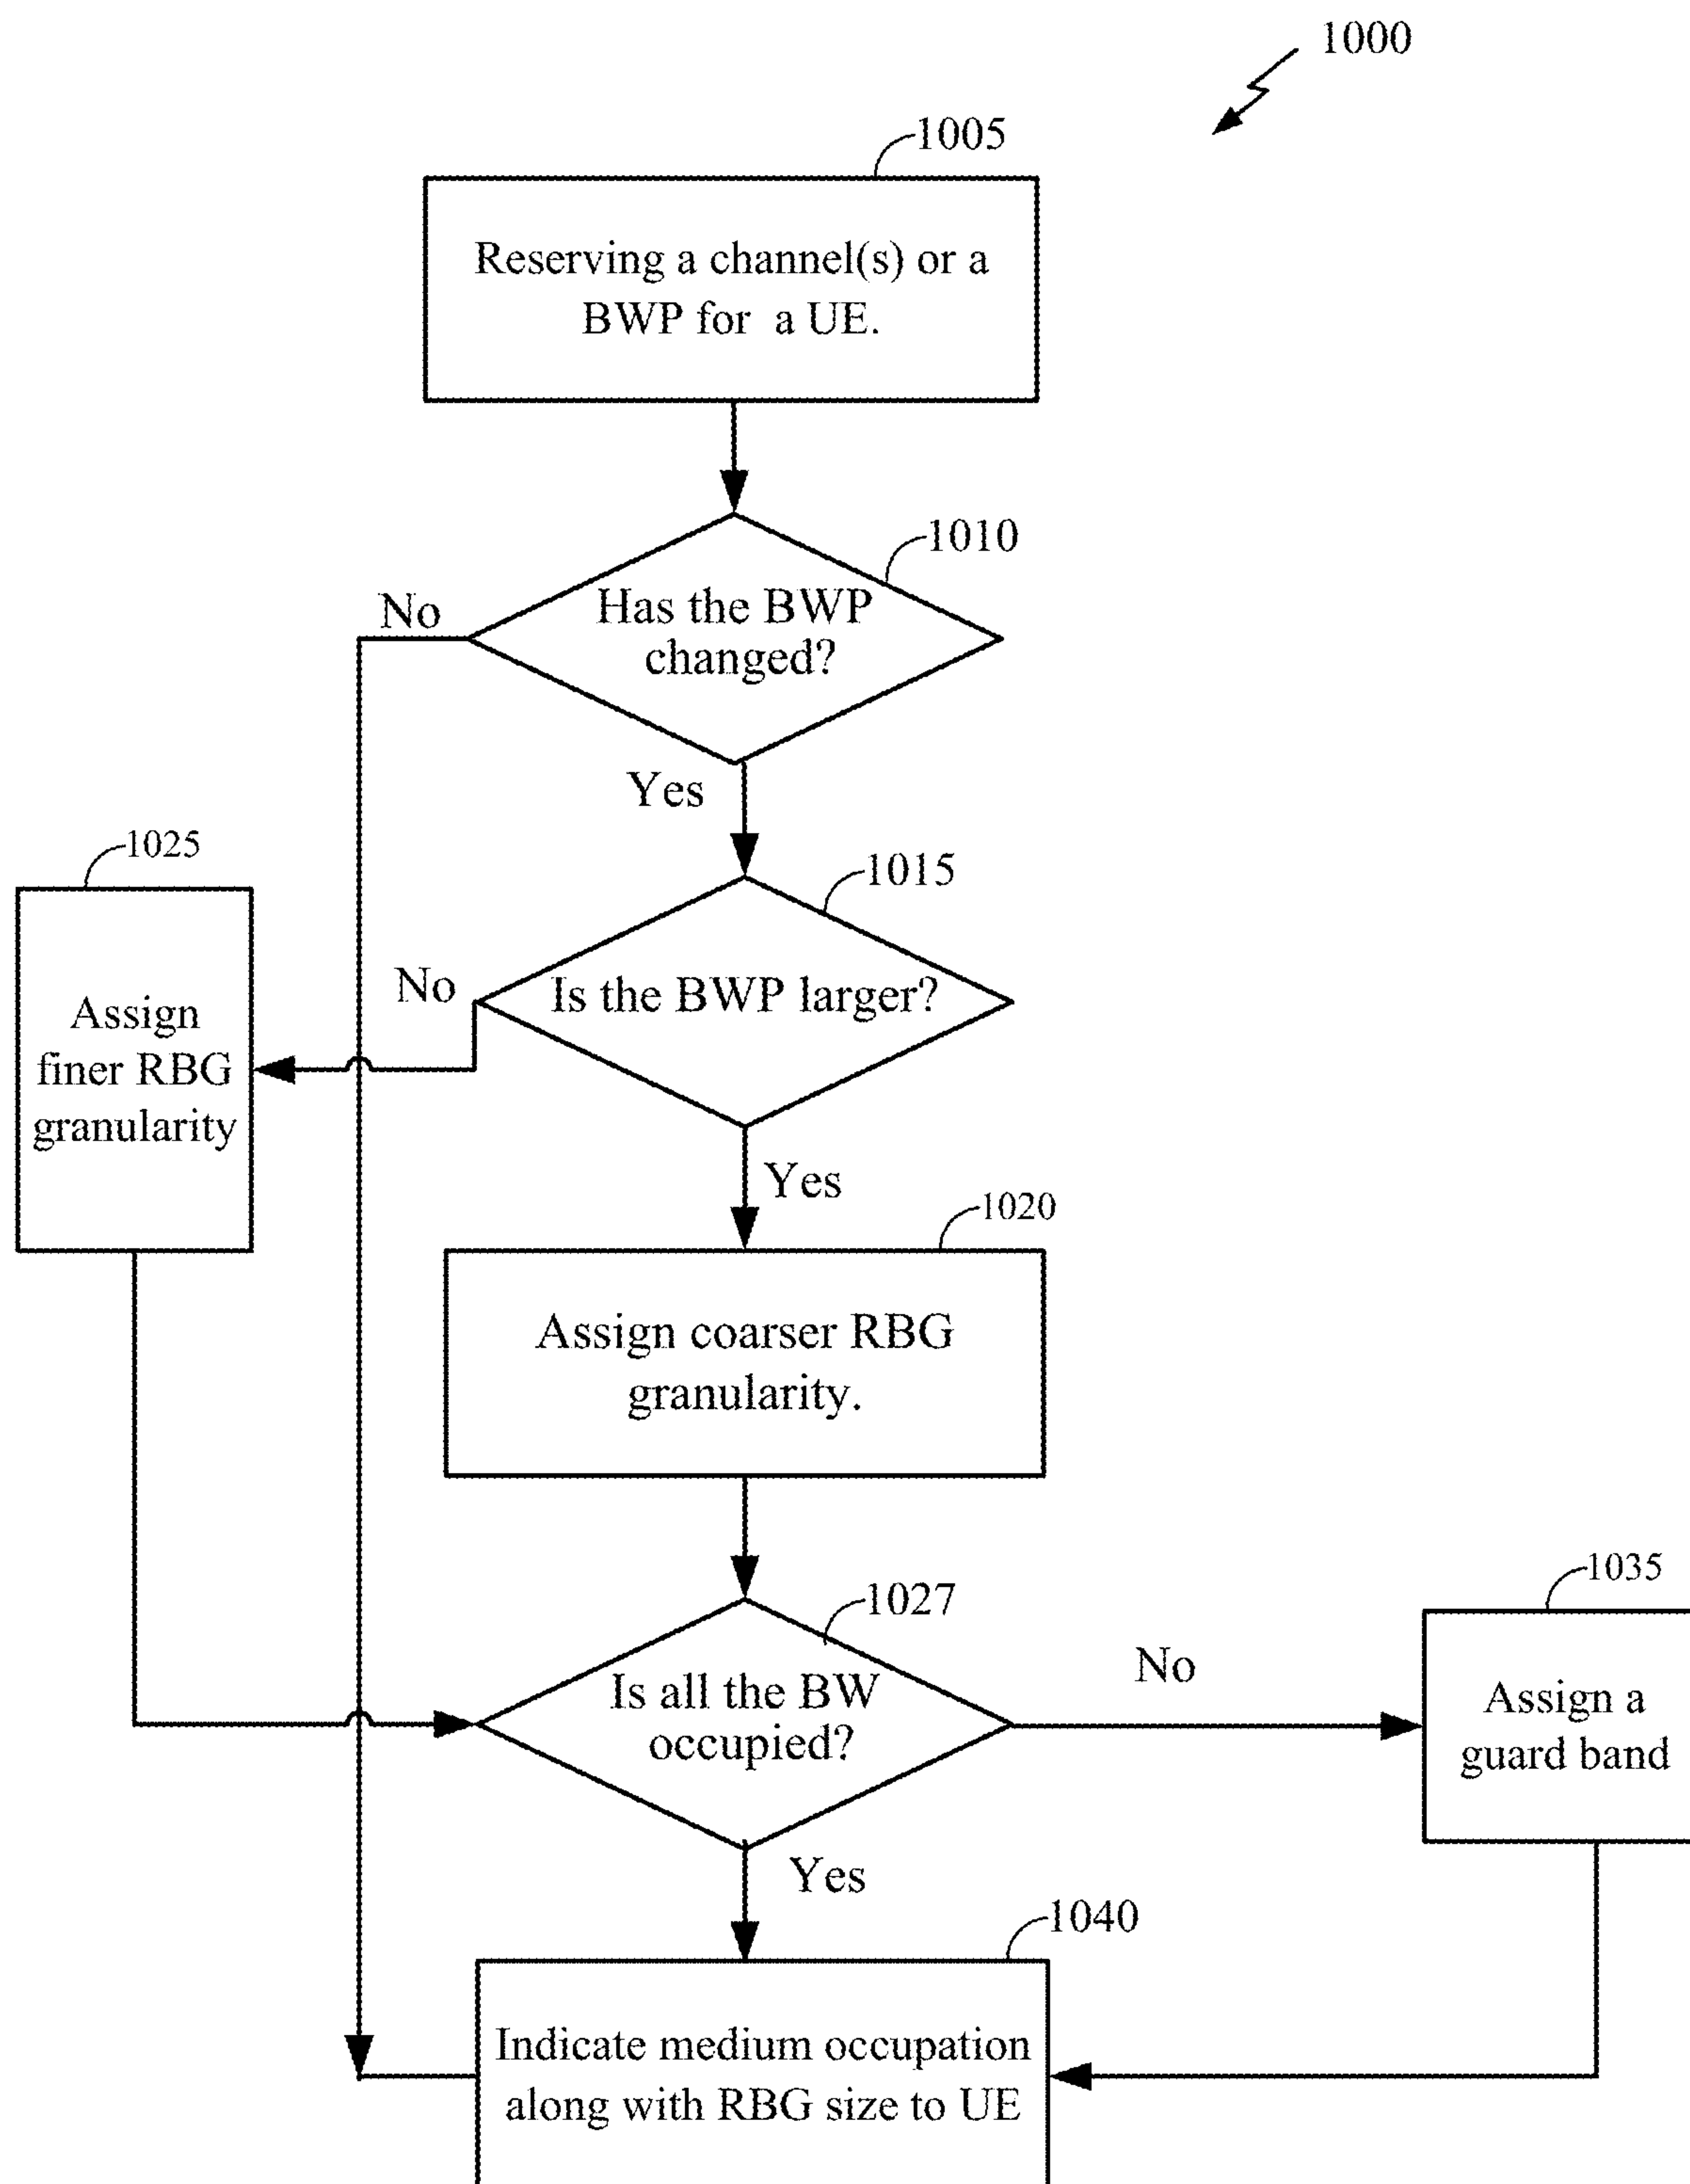 1000
1005
Reserving a channel(s) or a
BWP for a UE.
1010
No
Has the BWP
changed?
Yes
1025
1015
Assign
finer RBG
granularity
No
Is the BWP larger?
Yes
1020
Assign coarser RBG
granularity.
1027
1035
Is all the BW
occupied?
No
Assign a
guard band
Yes
1040
Indicate medium occupation
along with RBG size to UE